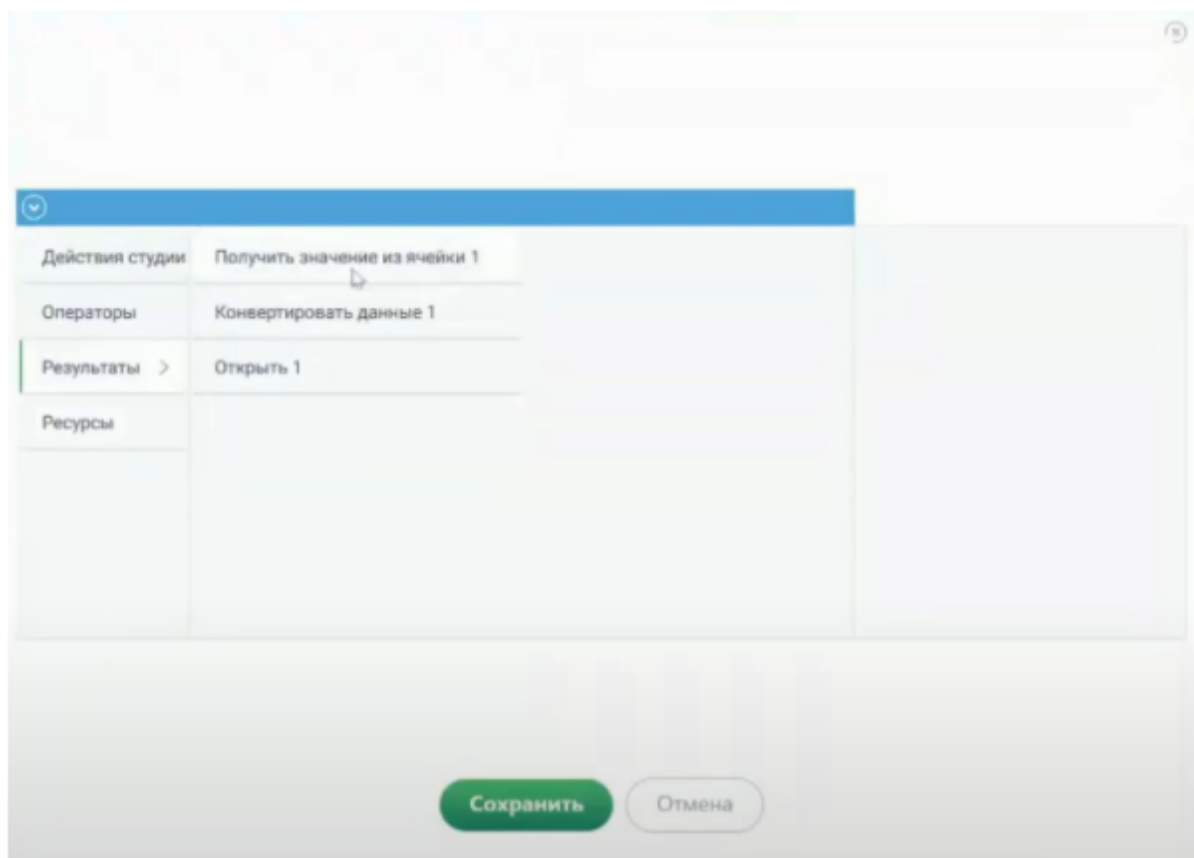 Действия студии
Получить значение из ячейки 1
Операторы
Конвертировать данные 1
Результаты
Открыть 1
Ресурсы
Сохранить
Отмена